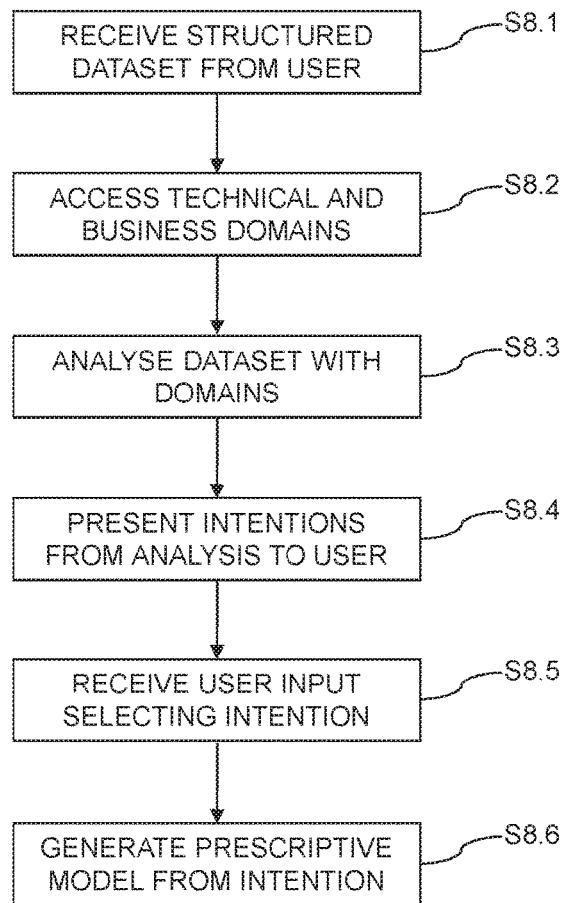 RECEIVE STRUCTURED
DATASET FROM USER
S8.1
ACCESS TECHNICAL AND
BUSINESS DOMAINS
S8.2
ANALYSE DATASET WITH
DOMAINS
S8.3
PRESENT INTENTIONS
FROM ANALYSIS TO USER
S8.4
RECEIVE USER INPUT
SELECTING INTENTION
S8.5
GENERATE PRESCRIPTIVE
MODEL FROM INTENTION
S8.6